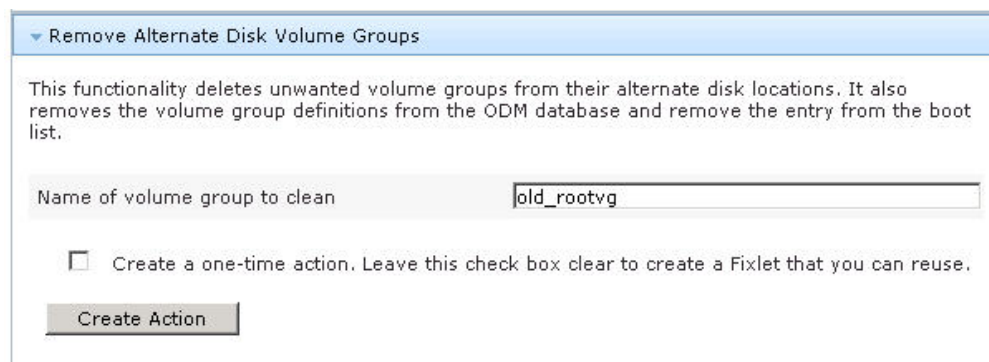 Remove Alternate Disk Volume Groups
This functionality deletes unwanted volume groups from their alternate disk locations. It also
removes the volume group definitions from the ODM database and remove the entry from the boot
list.
Name of volume group to clean
old_rootvg
Create a one-time action. Leave this check box clear to create a Fixlet that you can reuse.
Create Action